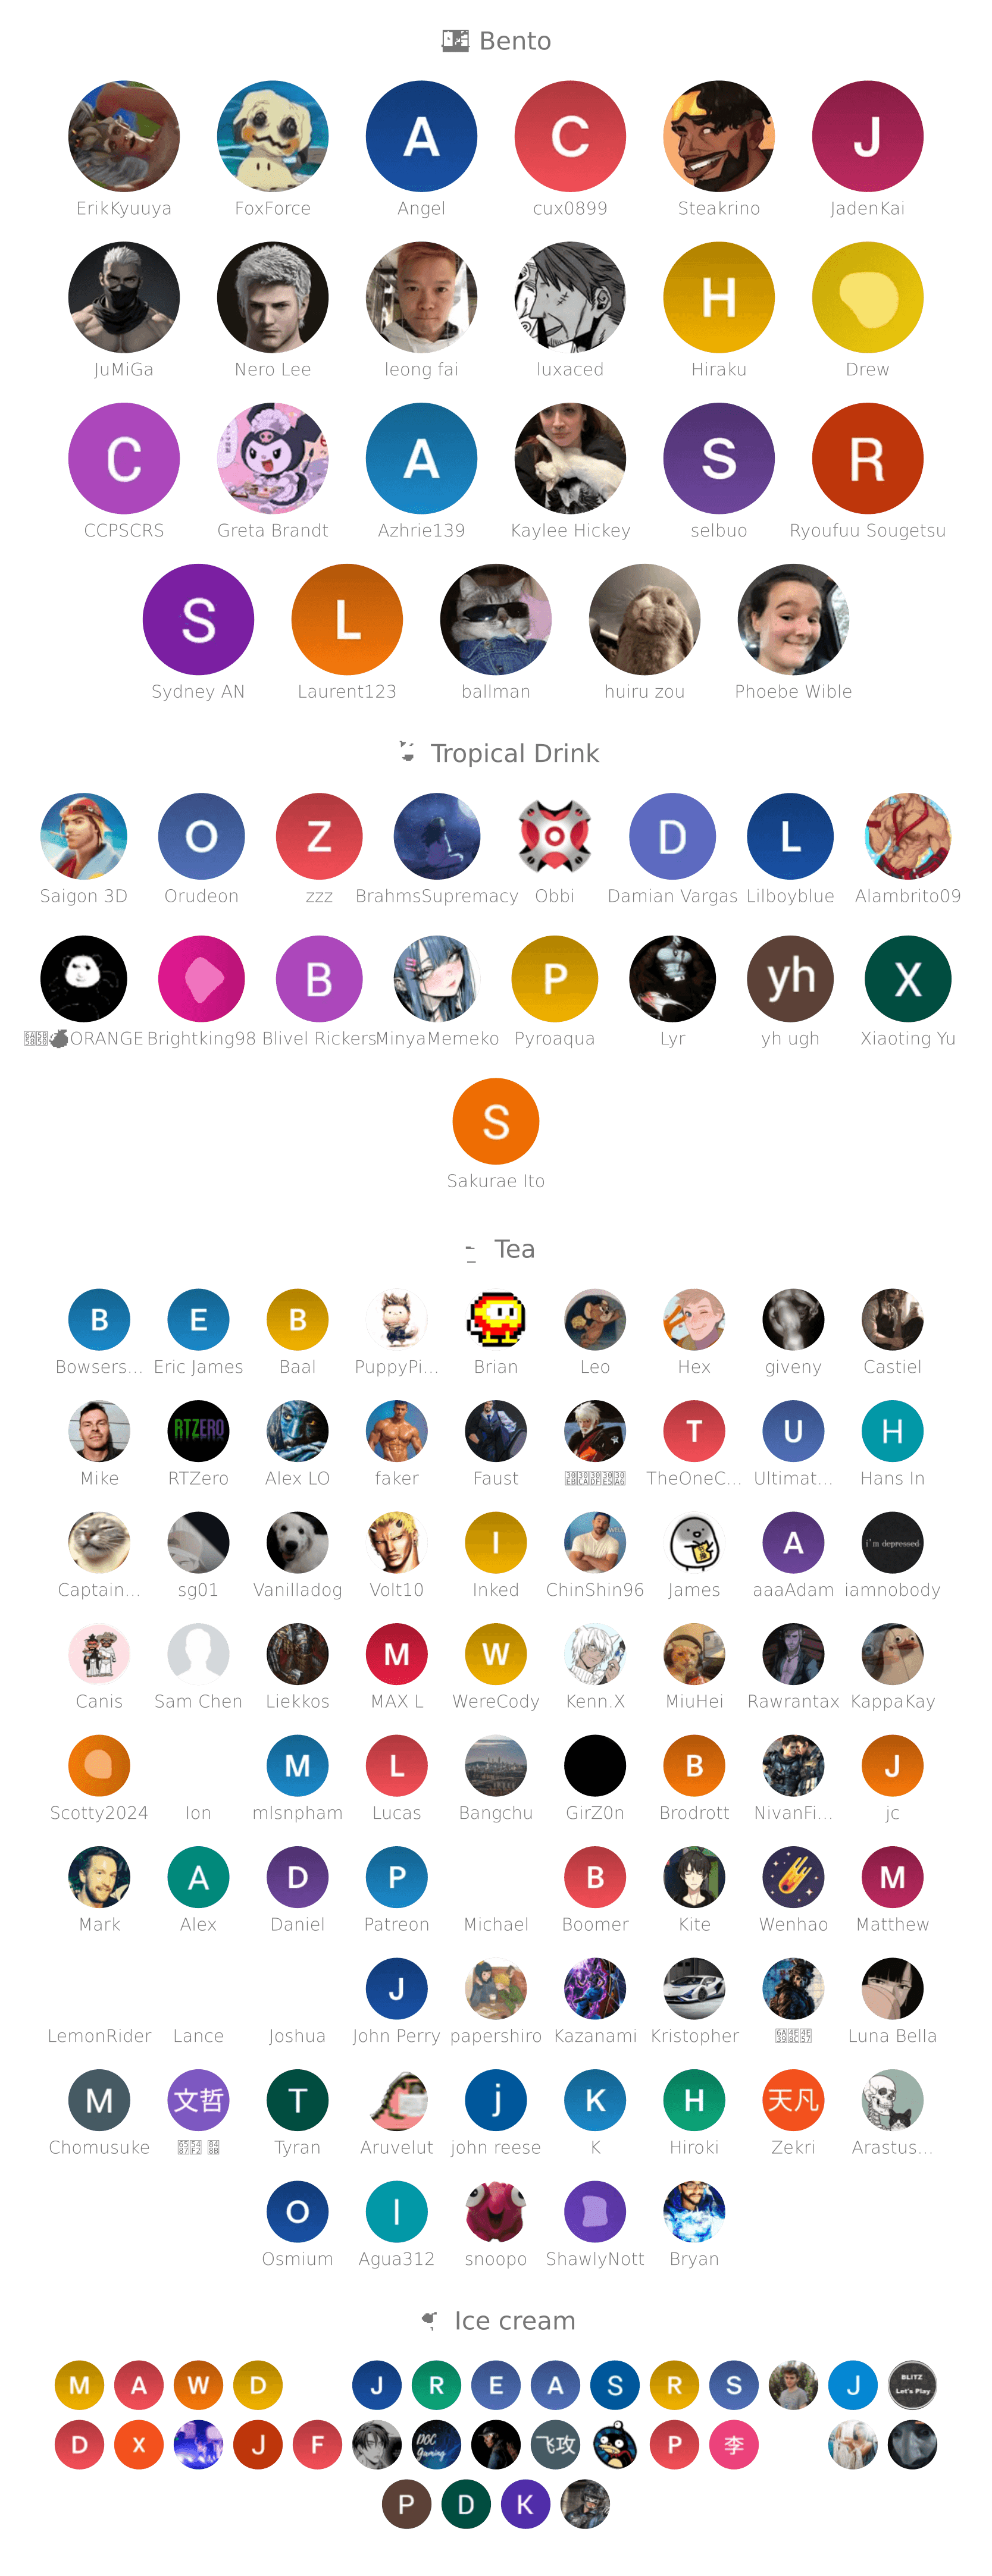 Bento
A C J
ErikKyuuya FoxForce Angel cux0899 Steakrino JadenKai
H
JuMiGa Nero Lee leong fai luxaced Hiraku Drew
C A S R
CCPSCRS Greta Brandt Azhrie139 Kaylee Hickey selbuo Ryoufuu Sougetsu
S L
Sydney AN Laurent123 ballman huiru zou Phoebe Wible
Tropical Drink
O Z D L
Saigon 3D Orudeon zzz BrahmsSupremacy Obbi Damian Vargas Lilboyblue Alambrito09
B P yh X
ORANGE Brightking98 Blivel Rickers MinyaMemeko Pyroaqua Lyr yh ugh Xiaoting Yu
S
Sakurae Ito
Tea
B E B
Bowsers... Eric James Baal PuppyPi... Brian Leo Hex giveny Castiel
RTZERO T U H
Mike RTZero Alex LO faker Faust TheOneC... Ultimat... Hans In
I A i'm depressed
Captain... sg01 Vanilladog Volt10 Inked ChinShin96 James aaaAdam iamnobody
M W
Canis Sam Chen Liekkos MAX L WereCody Kenn.X MiuHei Rawrantax KappaKay
M L B J
Scotty2024 Ion mlsnpham Lucas Bangchu GirZ0n Brodrott NivanFi... jc
A D P B M
Mark Alex Daniel Patreon Michael Boomer Kite Wenhao Matthew
J
LemonRider Lance Joshua John Perry papershiro Kazanami Kristopher Luna Bella
M 文哲 T j K H 天凡
Chomusuke Tyran Aruvelut john reese K Hiroki Zekri Arastus...
O I
Osmium Agua312 snoopo ShawlyNott Bryan
Ice cream
M A W D J R E A S R S J BLITZ
Let's Play
D X J F DOC Gaming 飞攻 P 李
P D K